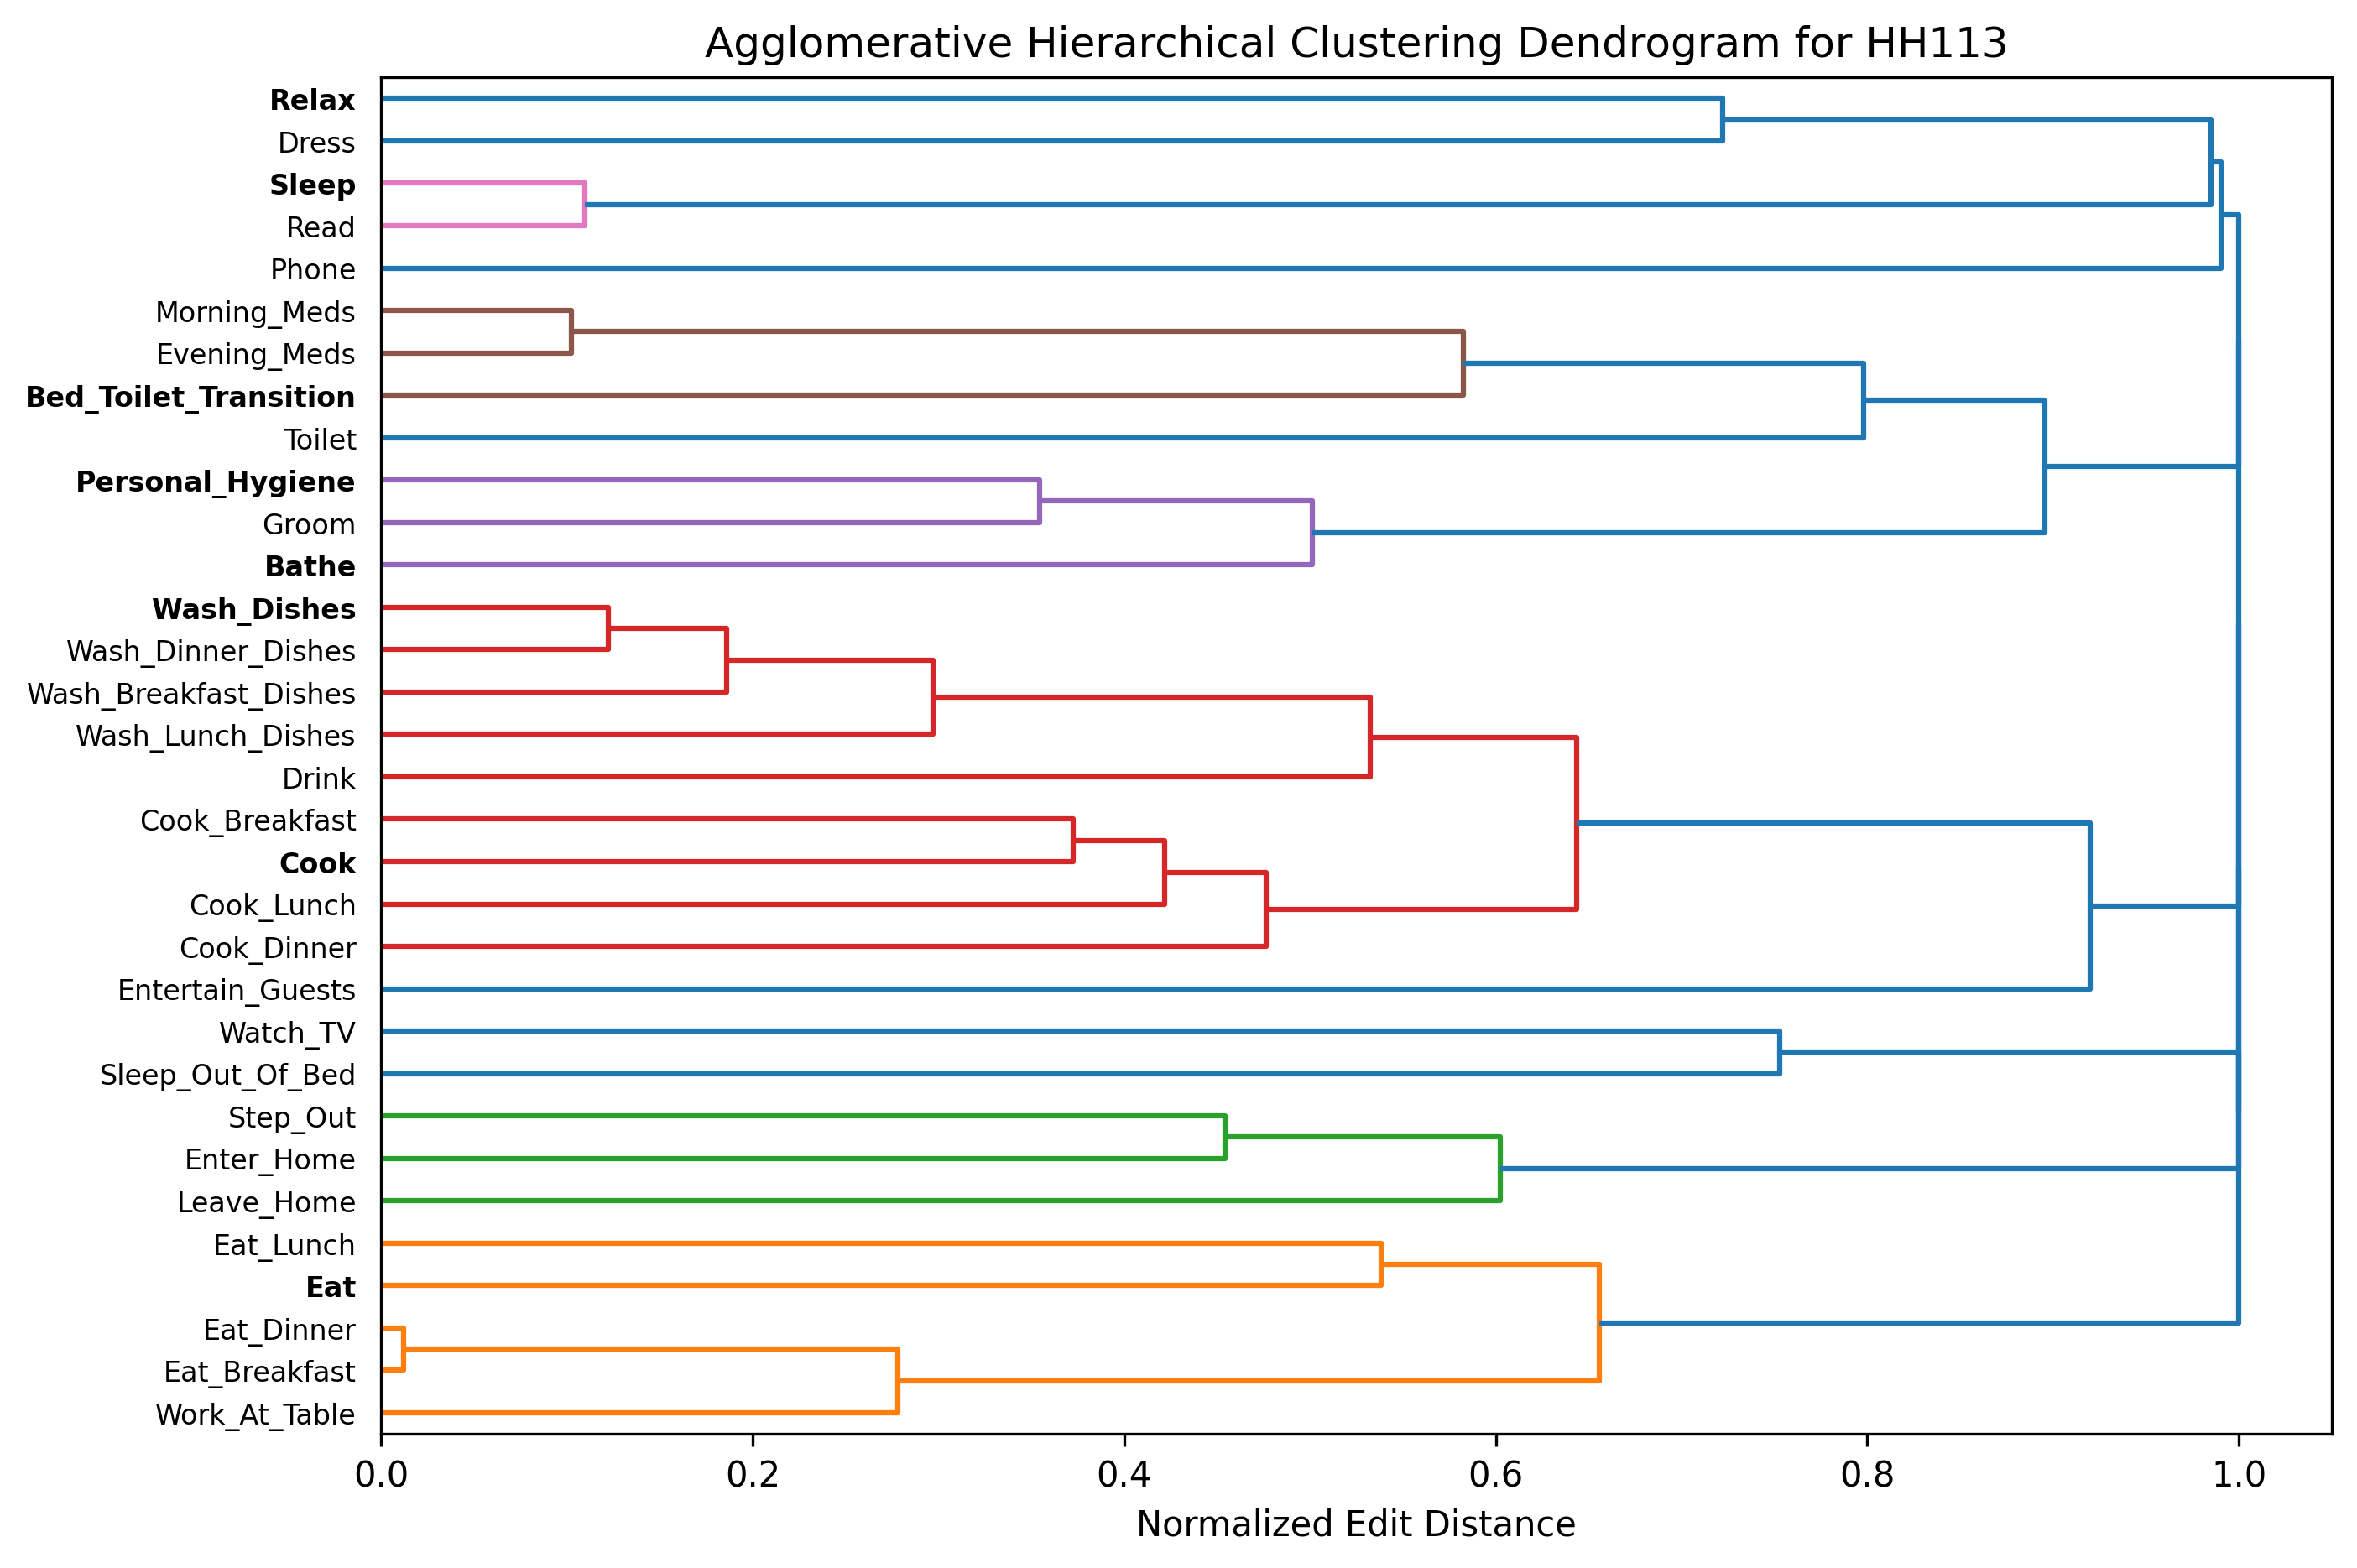 Agglomerative Hierarchical Clustering Dendrogram for HH113
Relax
Dress
Sleep
Read
Phone
Morning_Meds
Evening_Meds
Bed_Toilet_Transition
Toilet
Personal_Hygiene
Groom
Bathe
Wash_Dishes
Wash_Dinner_Dishes
Wash_Breakfast_Dishes
Wash_Lunch_Dishes
Drink
Cook_Breakfast
Cook
Cook_Lunch
Cook_Dinner
Entertain_Guests
Watch_TV
Sleep_Out_Of_Bed
Step_Out
Enter_Home
Leave_Home
Eat_Lunch
Eat
Eat_Dinner
Eat_Breakfast
Work_At_Table
0.0 0.2 0.4 0.6 0.8 1.0
Normalized Edit Distance